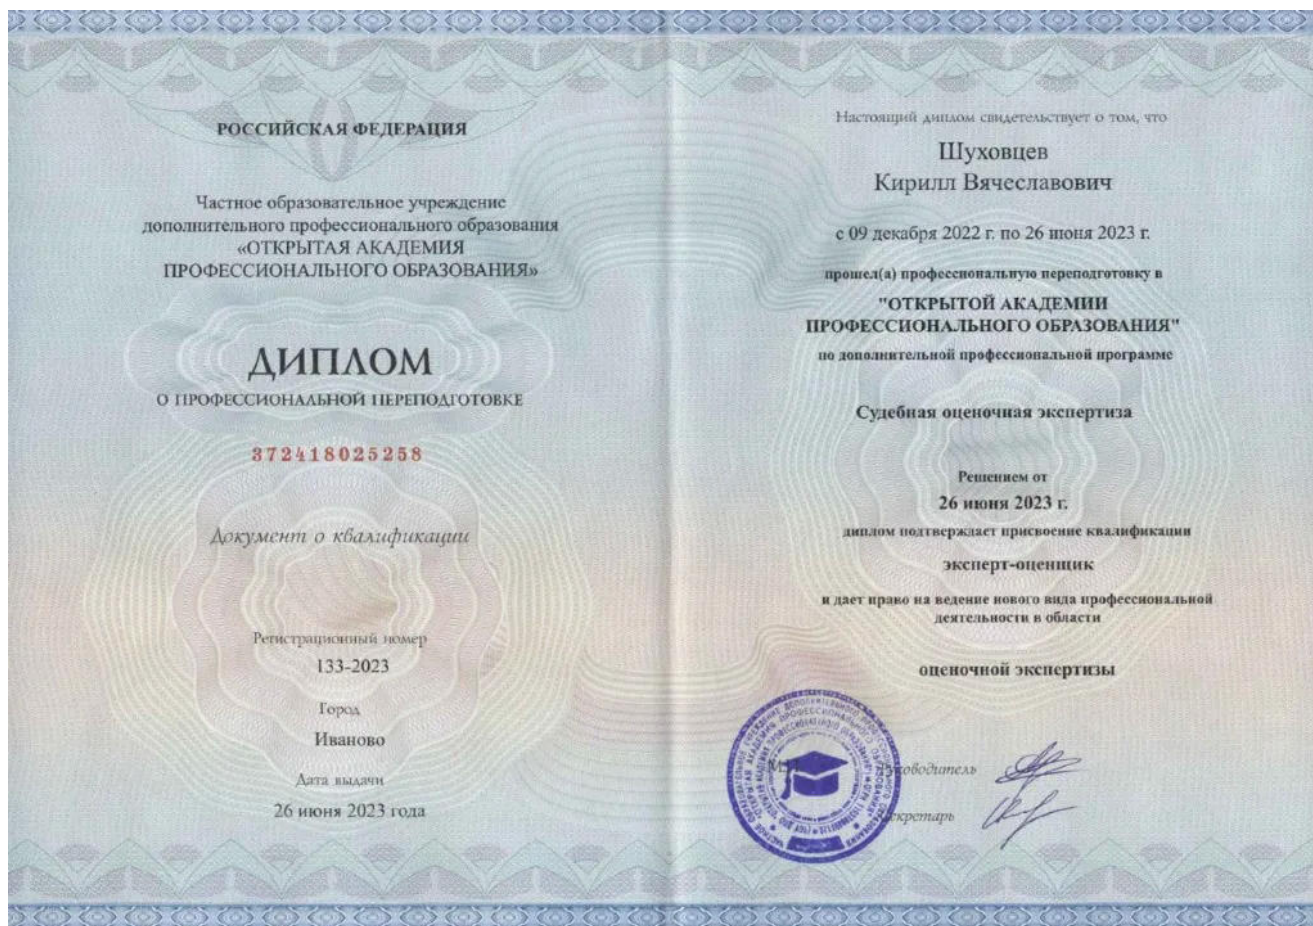 РОССИЙСКАЯ ФЕДЕРАЦИЯ
Частное образовательное учреждение
дополнительного профессионального образования
«ОТКРЫТАЯ АКАДЕМИЯ
ПРОФЕССИОНАЛЬНОГО ОБРАЗОВАНИЯ»
ДИПЛОМ
О ПРОФЕССИОНАЛЬНОЙ ПЕРЕПОДГОТОВКЕ
372418025258
Документ о квалификации
Регистрационный номер
133-2023
Город
Иваново
Дата выдачи
26 июня 2023 года
Настоящий диплом свидетельствует о том, что
Шуховцев
Кирилл Вячеславович
с 09 декабря 2022 г. по 26 июня 2023 г.
прошел(а) профессиональную переподготовку в
"ОТКРЫТОЙ АКАДЕМИИ
ПРОФЕССИОНАЛЬНОГО ОБРАЗОВАНИЯ"
по дополнительной профессиональной программе
Судебная оценочная экспертиза
Решением от
26 июня 2023 г.
диплом подтверждает присвоение квалификации
эксперт-оценщик
и дает право на ведение нового вида профессиональной
деятельности в области
оценочной экспертизы
Руководитель
Секретарь